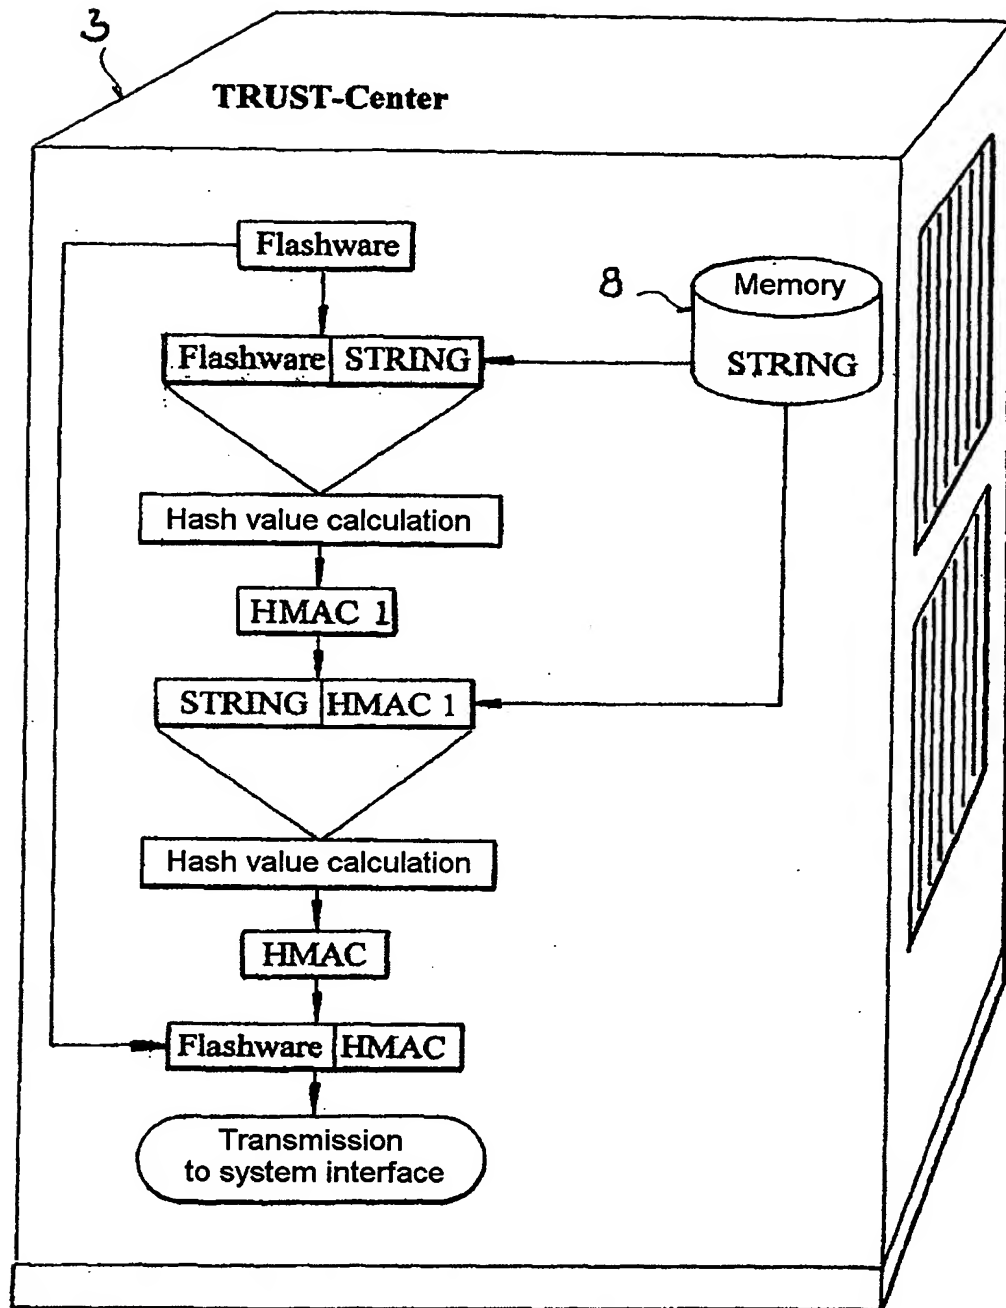 3
TRUST-Center
Flashware
8
Memory
Flashware STRING
STRING
Hash value calculation
HMAC 1
STRING HMAC 1
Hash value calculation
HMAC
Flashware HMAC
Transmission
to system interface